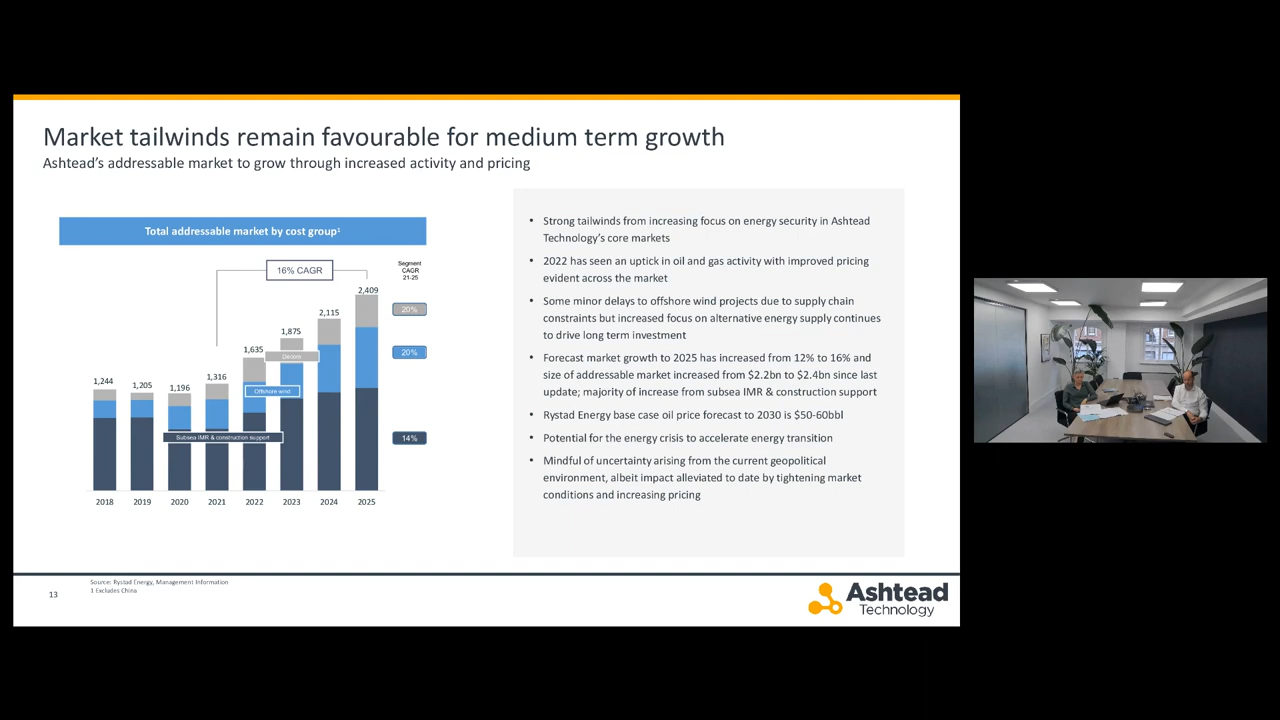 Market tailwinds remain favourable for medium term growth
Ashtead's addressable market to grow through increased activity and pricing
Total addressable market by cost group¹
16% CAGR
Segment
CAGR
21-25
1,244
1,205
1,196
1,316
1,635
1,875
2,115
2,409
20%
20%
14%
Decom
Offshore wind
Subsea IMR & construction support
2018
2019
2020
2021
2022
2023
2024
2025
• Strong tailwinds from increasing focus on energy security in Ashtead
Technology's core markets
• 2022 has seen an uptick in oil and gas activity with improved pricing
evident across the market
• Some minor delays to offshore wind projects due to supply chain
constraints but increased focus on alternative energy supply continues
to drive long term investment
• Forecast market growth to 2025 has increased from 12% to 16% and
size of addressable market increased from $2.2bn to $2.4bn since last
update; majority of increase from subsea IMR & construction support
• Rystad Energy base case oil price forecast to 2030 is $50-60bbl
• Potential for the energy crisis to accelerate energy transition
• Mindful of uncertainty arising from the current geopolitical
environment, albeit impact alleviated to date by tightening market
conditions and increasing pricing
13
Source: Rystad Energy, Management Information
1 Excludes China
Ashtead
Technology